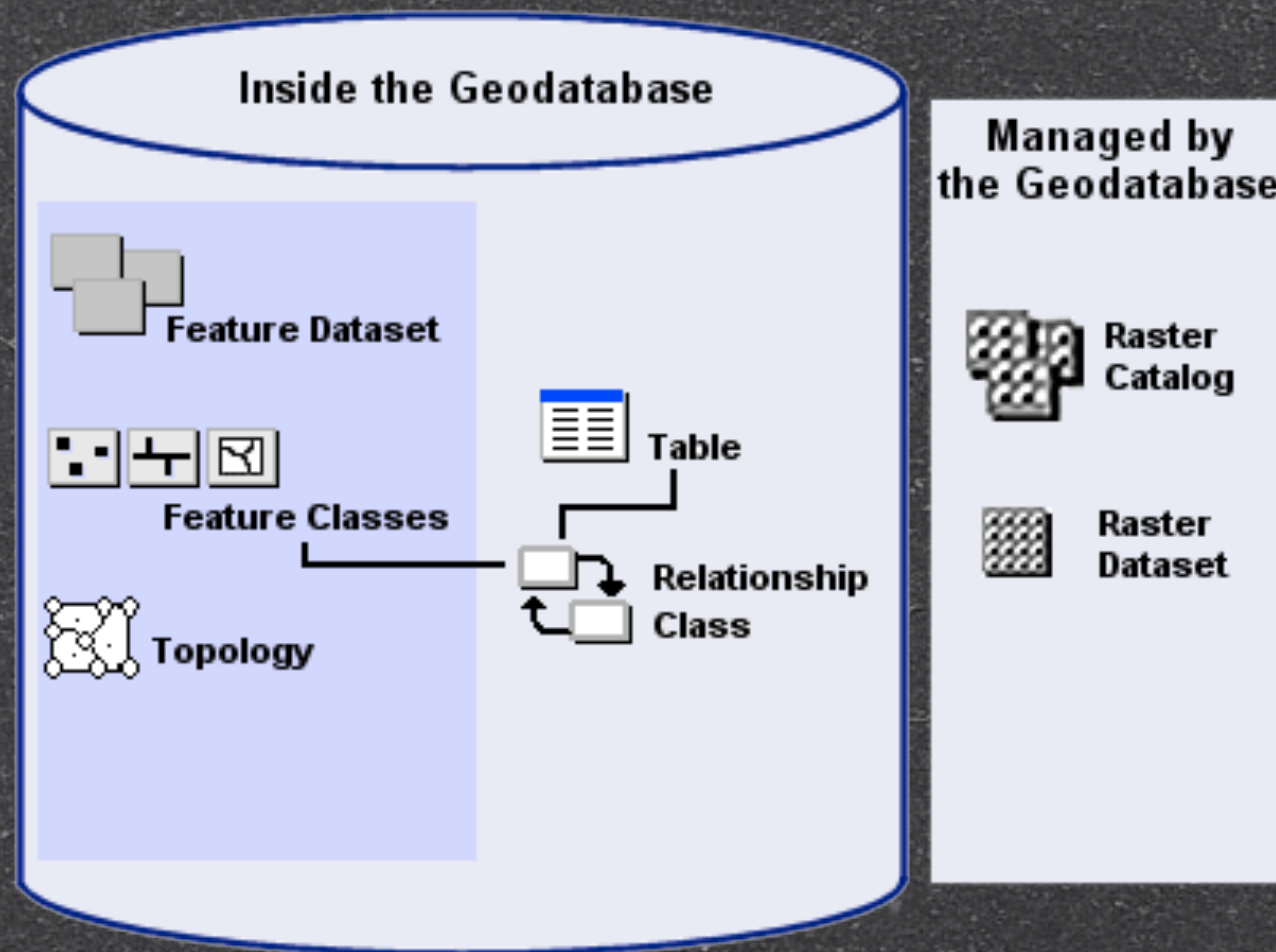 Inside the Geodatabase
Feature Dataset
Feature Classes
Topology
Table
Relationship
Class
Managed by
the Geodatabase
Raster
Catalog
Raster
Dataset